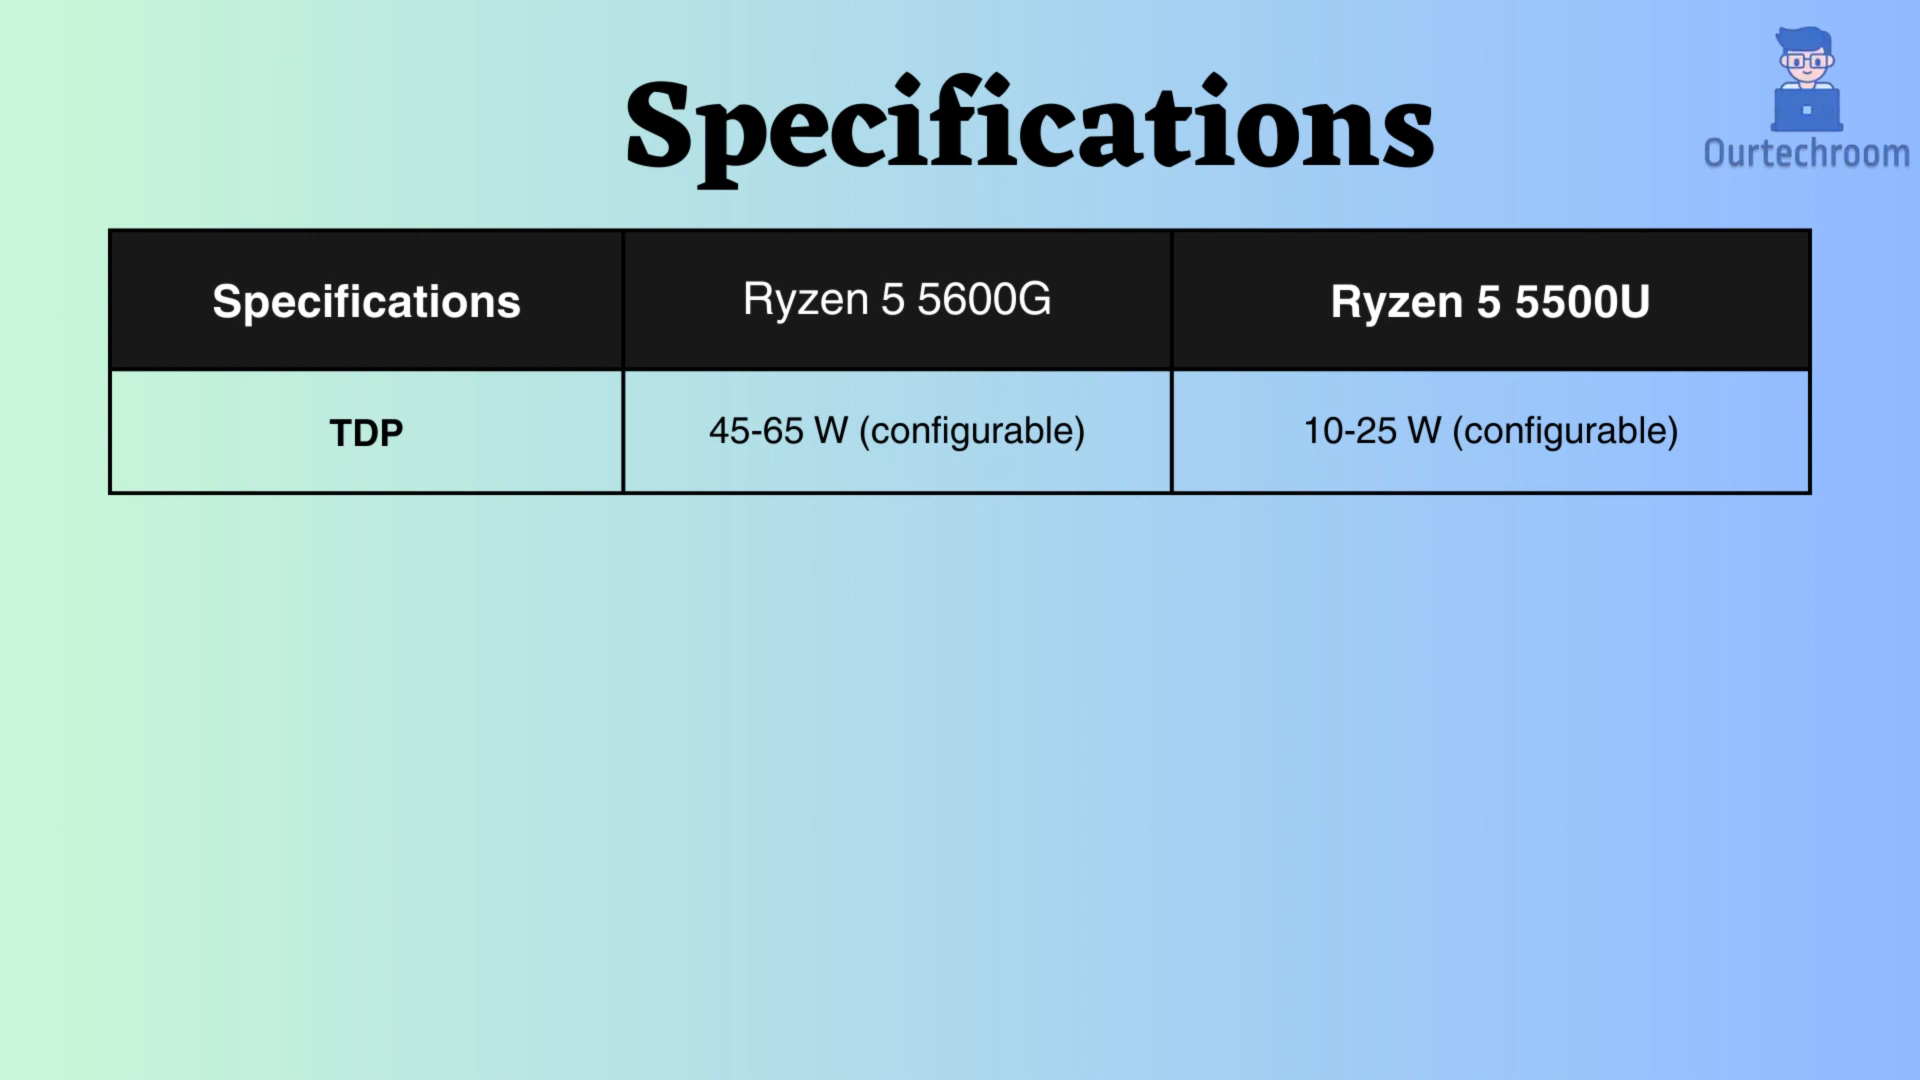 Specifications
Ourtechroom
Specifications Ryzen 5 5600G Ryzen 5 5500U
TDP 45-65 W (configurable) 10-25 W (configurable)